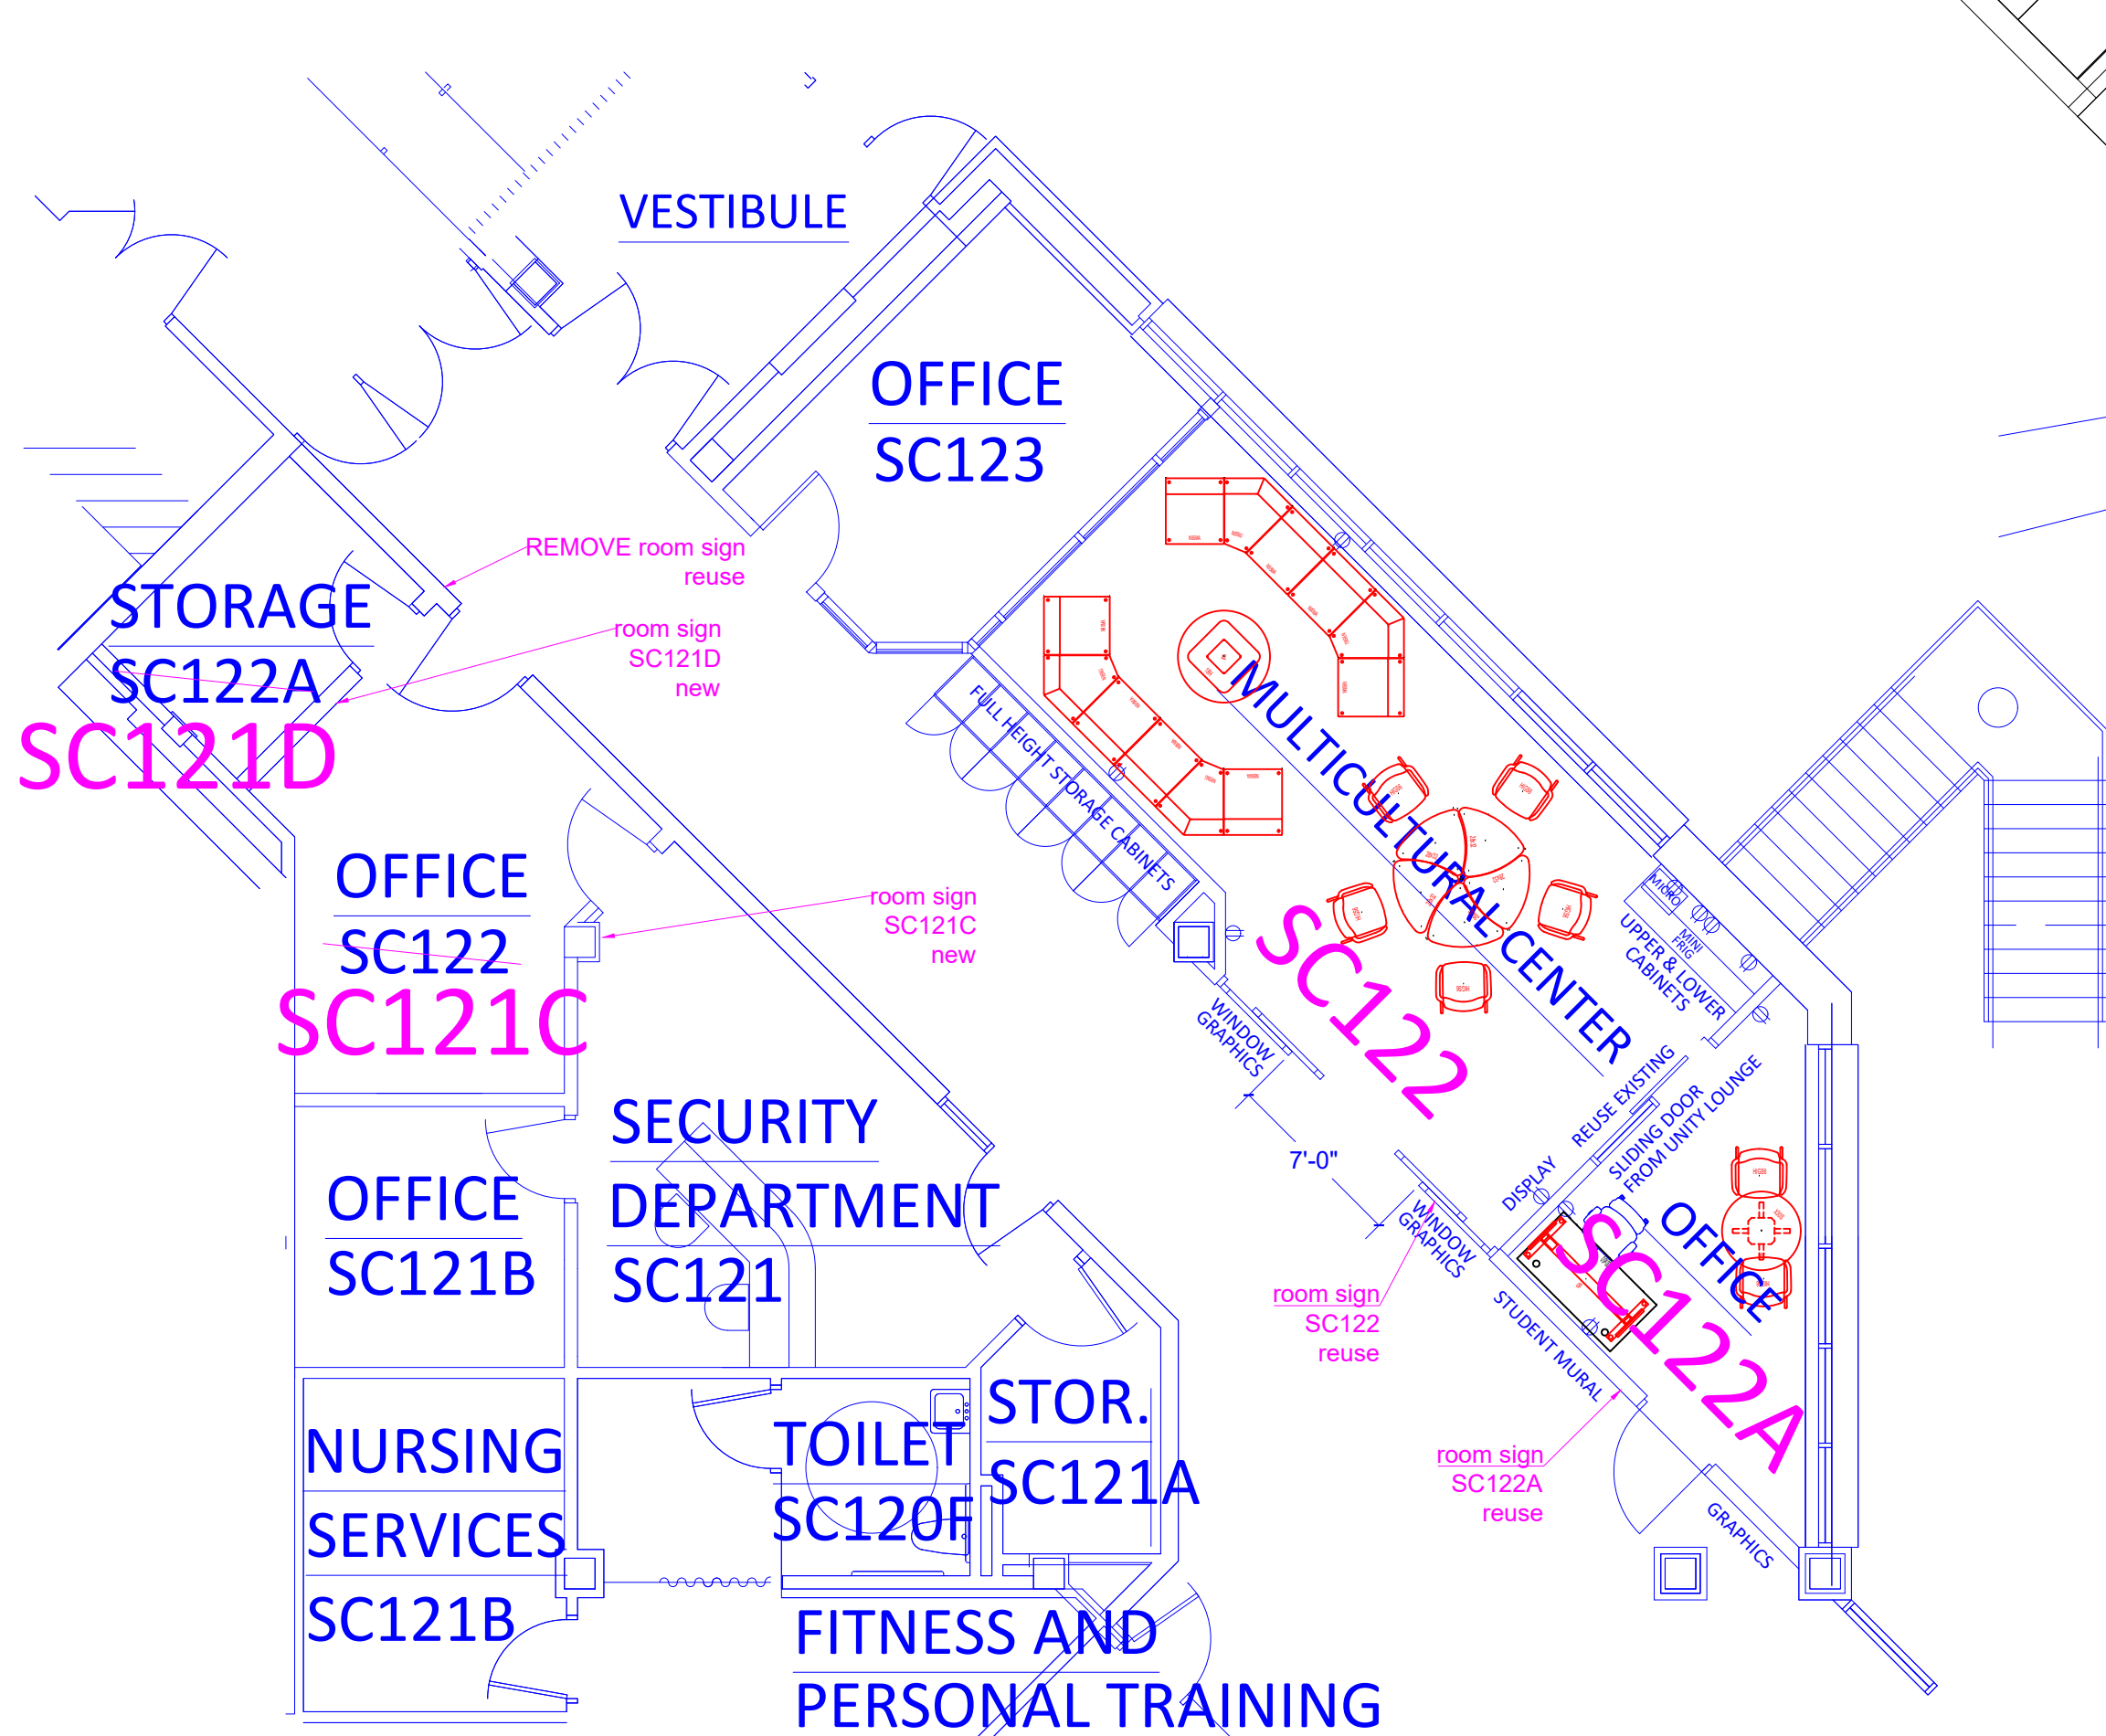 VESTIBULE
OFFICE
SC123
REMOVE room sign
reuse
STORAGE
SC122A
SC121D
room sign
SC121D
new
FULL HEIGHT STORAGE CABINETS
MULTICULTURAL CENTER
SC122
OFFICE
SC122
SC121C
room sign
SC121C
new
MICRO
MINI
FRIG
UPPER & LOWER
CABINETS
WINDOW
GRAPHICS
7'-0"
REUSE EXISTING
SLIDING DOOR
FROM UNITY LOUNGE
DISPLAY
WINDOW
GRAPHICS
SECURITY
DEPARTMENT
SC121
OFFICE
SC121B
OFFICE
SC122A
room sign
SC122
reuse
STUDENT MURAL
room sign
SC122A
reuse
GRAPHICS
STOR.
SC121A
TOILET
SC120F
NURSING
SERVICES
SC121B
FITNESS AND
PERSONAL TRAINING